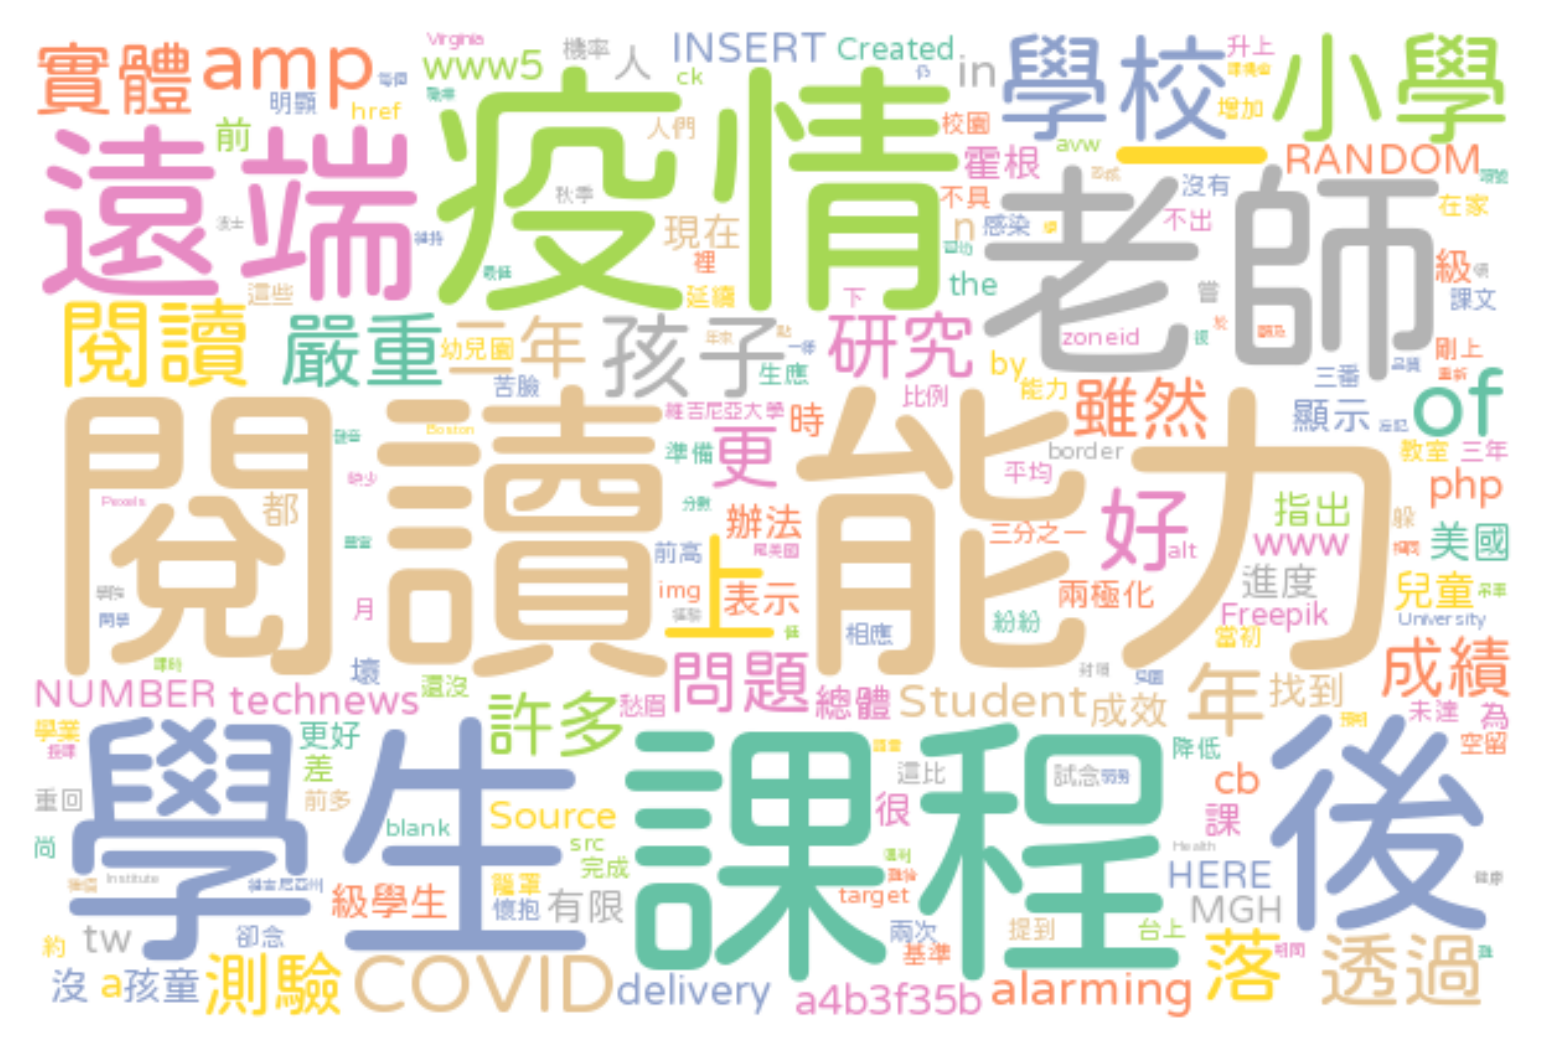 實體 amp
Virginia
www5
機率
人
INSERT
Created
in
學校
升上
小學
明顯
href
ck
增加
前
疫情
人們
校園
avw
一
RANDOM
遠端
秋季
霍根
老師
沒有
不具
n
感染
不出
在家
現在
裡
the
級
課文
這些
延續
下
嘗
閱讀
嚴重
三年
幼兒園
孩子
生應
研究
zoneid
by
剛上
苦臉
能力
三番
比例
雖然
顯示
of
維吉尼亞大學
時
閱讀能力
Boston
準備
更
border
教室
三年
平均
php
Pexels
都
分數
辦法
好
指出
躲
三分之一
www
美國
alt
前高
上
img
表示
兩極化
進度
兒童
Freepik
月
紛紛
University
相應
當初
壞
問題
成績
NUMBER
technews
還沒
愁眉
總體
Student
成效
年
找到
未達
為
學業
學生
更好
許多
課程
降低
後
空留
差
這比
試念
cb
重回
前多
很
課
blank
Source
src
尚
完成
Health
Institute
HERE
級學生
籠罩
懷抱
有限
target
MGH
健康
約
tw
卻念
兩次
提到
台上
基準
落
透過
沒
a
孩童
測驗
COVID
delivery
a4b3f35b
alarming